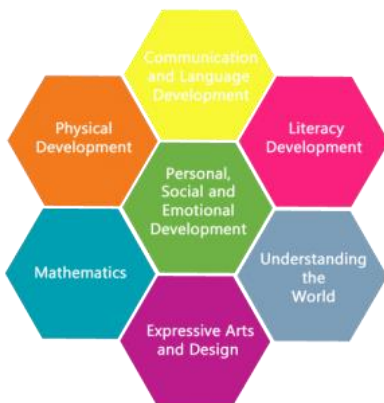 Communication
and Language
Development
Physical
Development
Literacy
Development
Personal,
Social and
Emotional
Development
Mathematics
Understanding
the
World
Expressive Arts
and Design